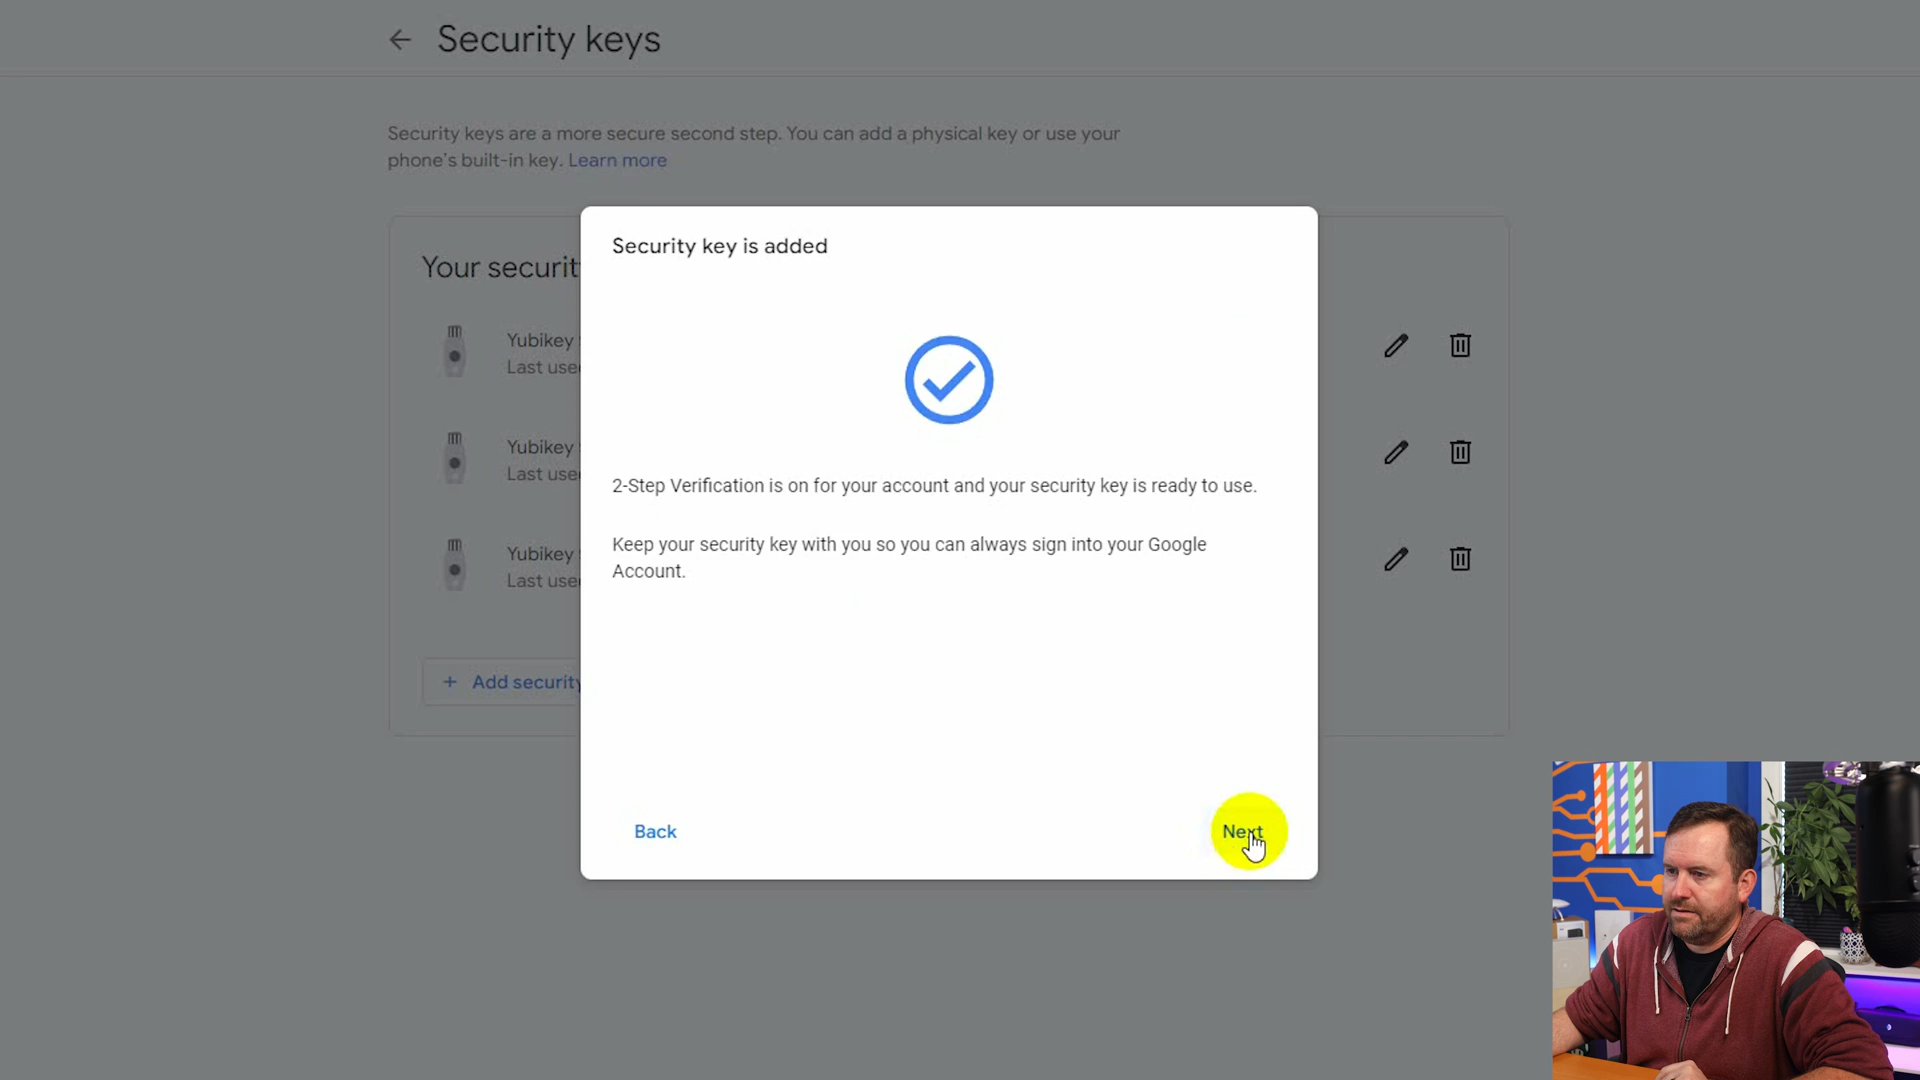 Security keys
Security keys are a more secure second step. You can add a physical key or use your
phone's built-in key. Learn more
Security key is added
Your securit
Yubikey
Last use
Yubikey
Last use
Yubikey
Last use
2-Step Verification is on for your account and your security key is ready to use.
Keep your security key with you so you can always sign into your Google
Account.
+ Add security
Back
Next